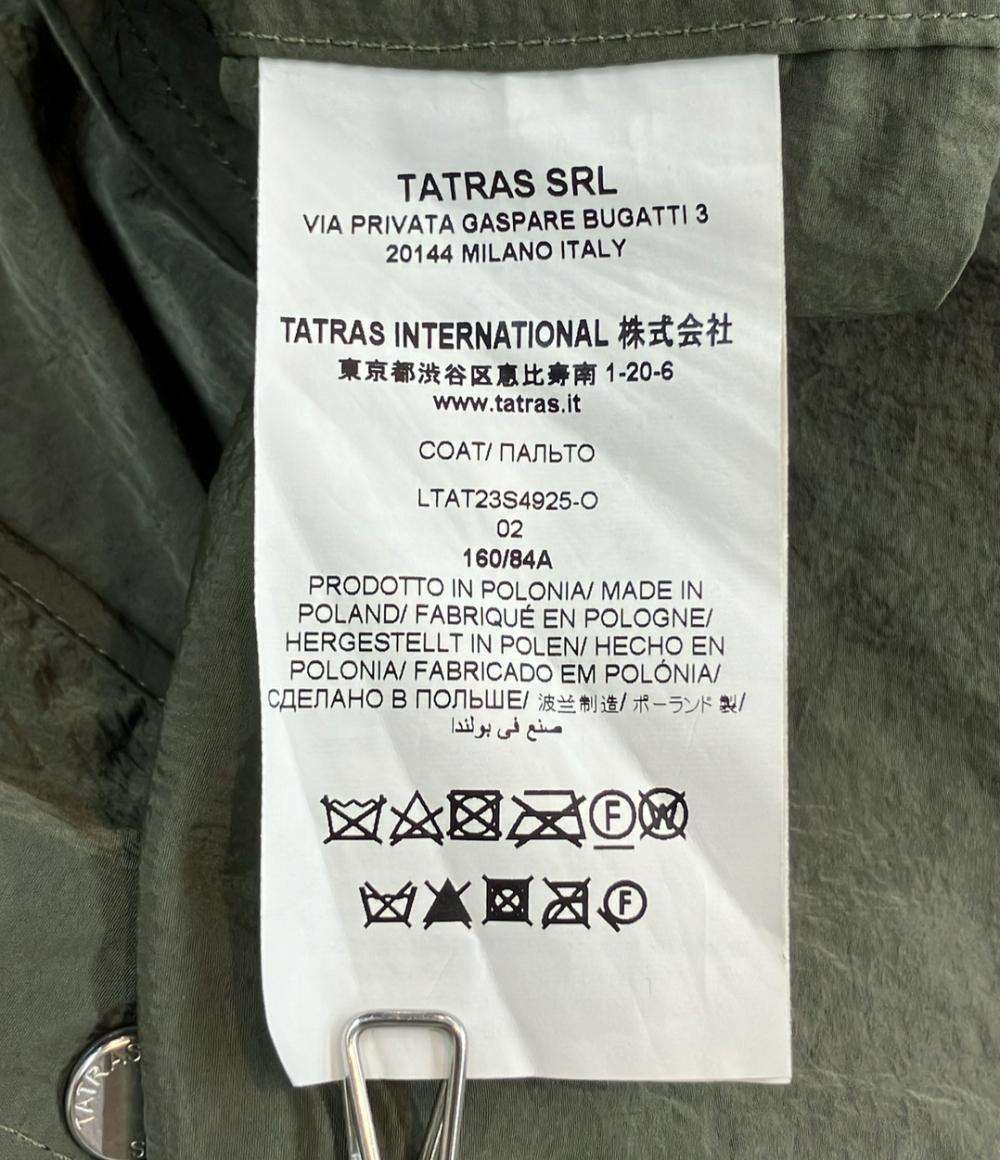 TATRAS SRL
VIA PRIVATA GASPARE BUGATTI 3
20144 MILANO ITALY
TATRAS INTERNATIONAL 株式会社
東京都渋谷区恵比寿南 1-20-6
www.tatras.it
COAT/ ПАЛЬТО
LTAT23S4925-O
02
160/84A
PRODOTTO IN POLONIA/ MADE IN
POLAND/ FABRIQUÉ EN POLOGNE/
HERGESTELLT IN POLEN/ HECHO EN
POLONIA/ FABRICADO EM POLÓNIA/
СДЕЛАНО В ПОЛЬШЕ/ 波兰制造/ ポーランド 製/
صنع في بولندا
F W
F
TATRAS